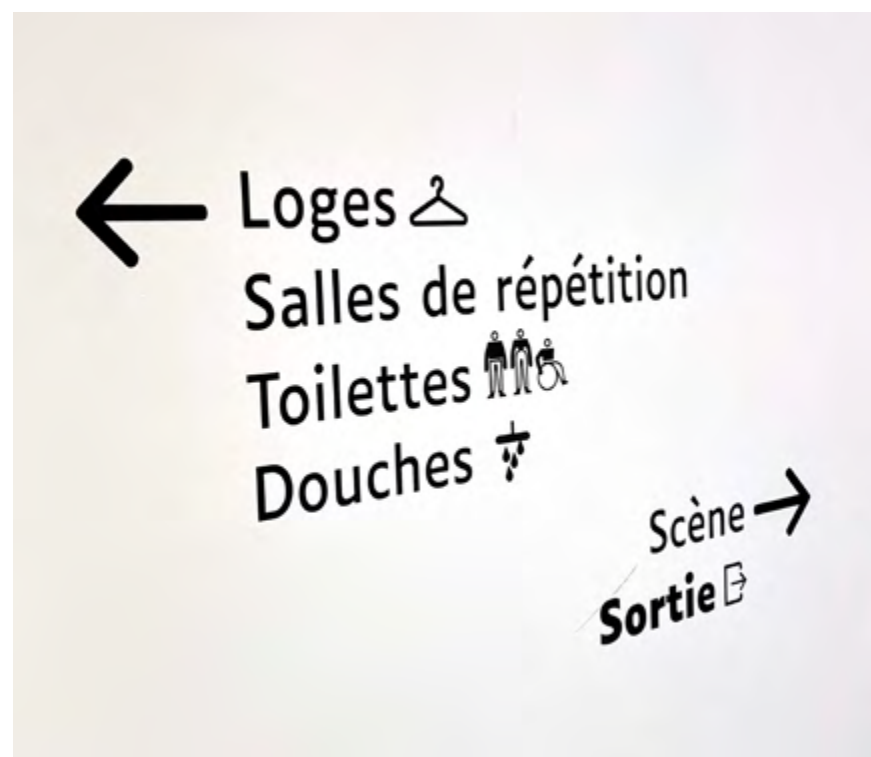 Loges
Salles de répétition
Toilettes
Douches
Scène
Sortie